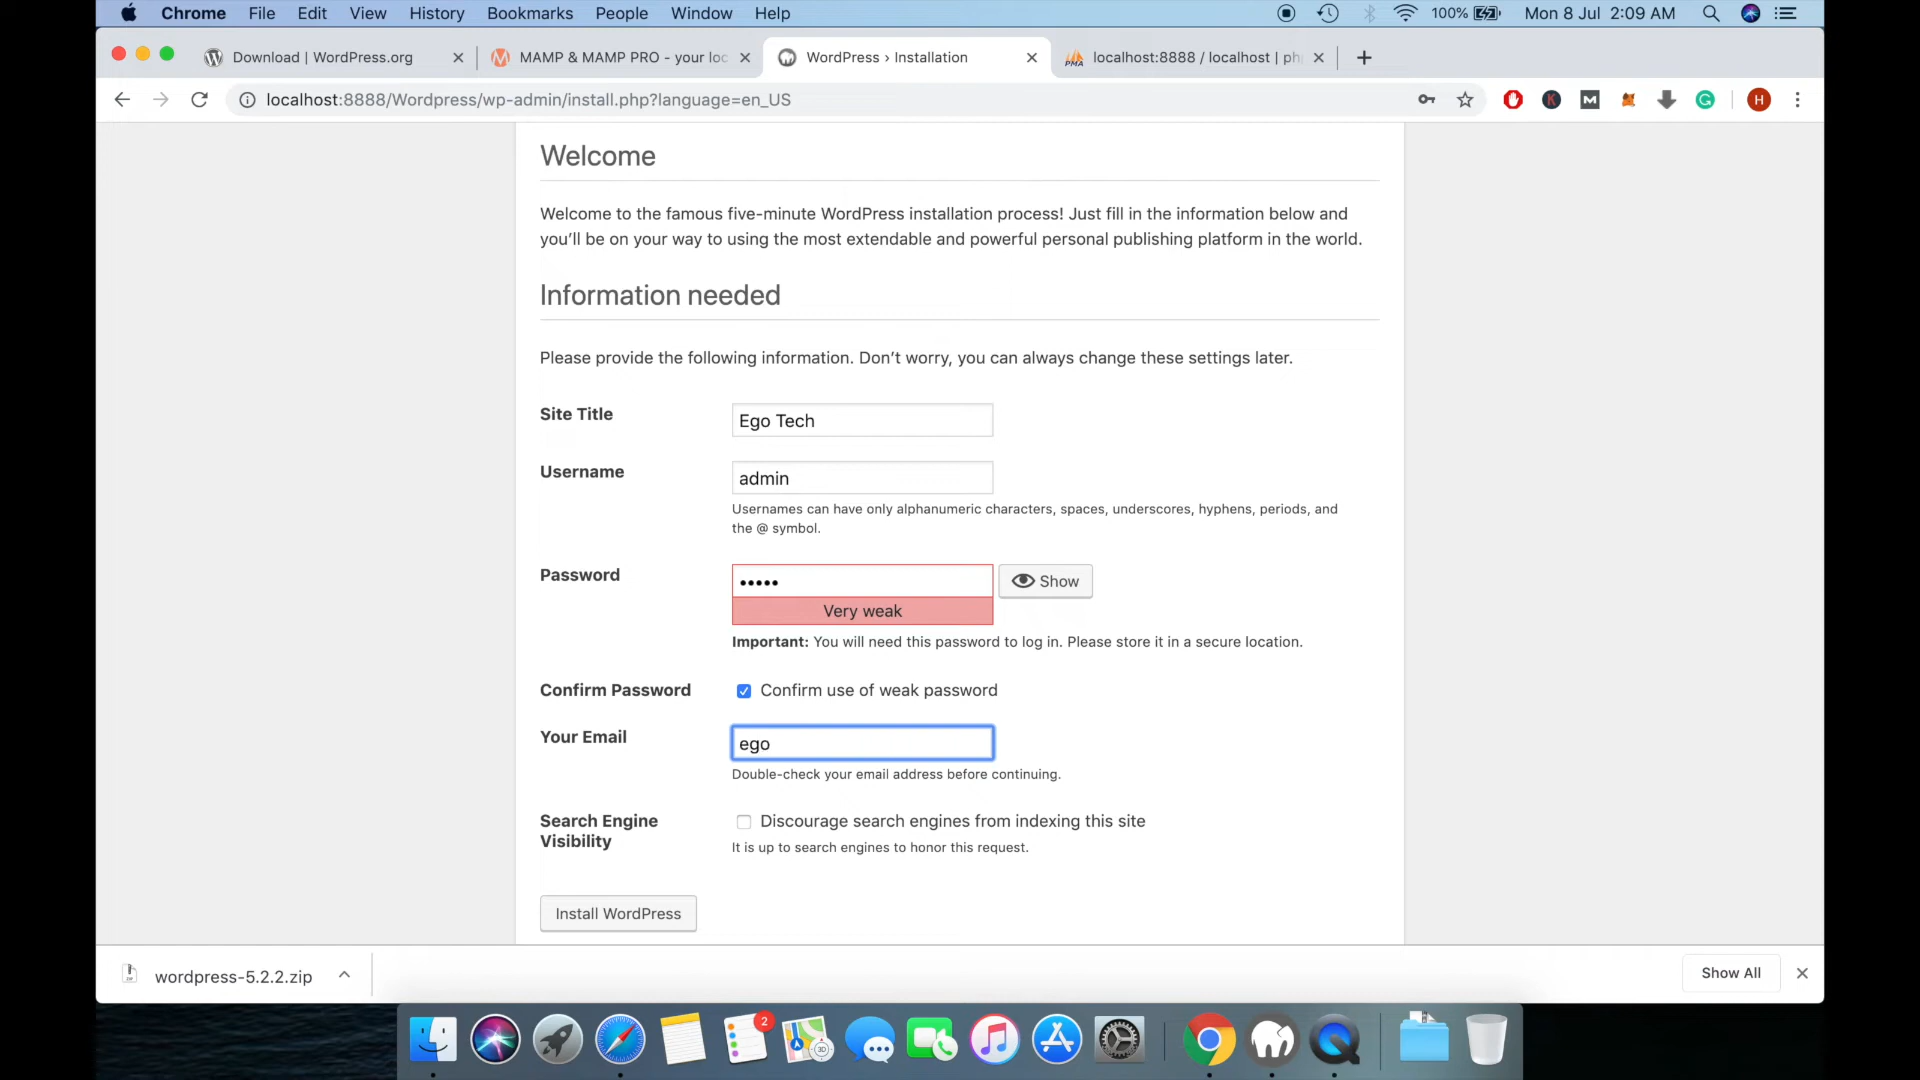 Chrome File Edit View History Bookmarks People Window Help 100% Mon 8 Jul 2:09 AM
Download | WordPress.org MAMP & MAMP PRO - your loc WordPress › Installation PMA localhost:8888 / localhost | ph
localhost:8888/Wordpress/wp-admin/install.php?language=en_US K M G H
Welcome
Welcome to the famous five-minute WordPress installation process! Just fill in the information below and
you’ll be on your way to using the most extendable and powerful personal publishing platform in the world.
Information needed
Please provide the following information. Don’t worry, you can always change these settings later.
Site Title Ego Tech
Username admin
Usernames can have only alphanumeric characters, spaces, underscores, hyphens, periods, and
the @ symbol.
Password ••••• Show
Very weak
Important: You will need this password to log in. Please store it in a secure location.
Confirm Password Confirm use of weak password
Your Email ego
Double-check your email address before continuing.
Search Engine
Visibility
Discourage search engines from indexing this site
It is up to search engines to honor this request.
Install WordPress
wordpress-5.2.2.zip Show All
2
3D